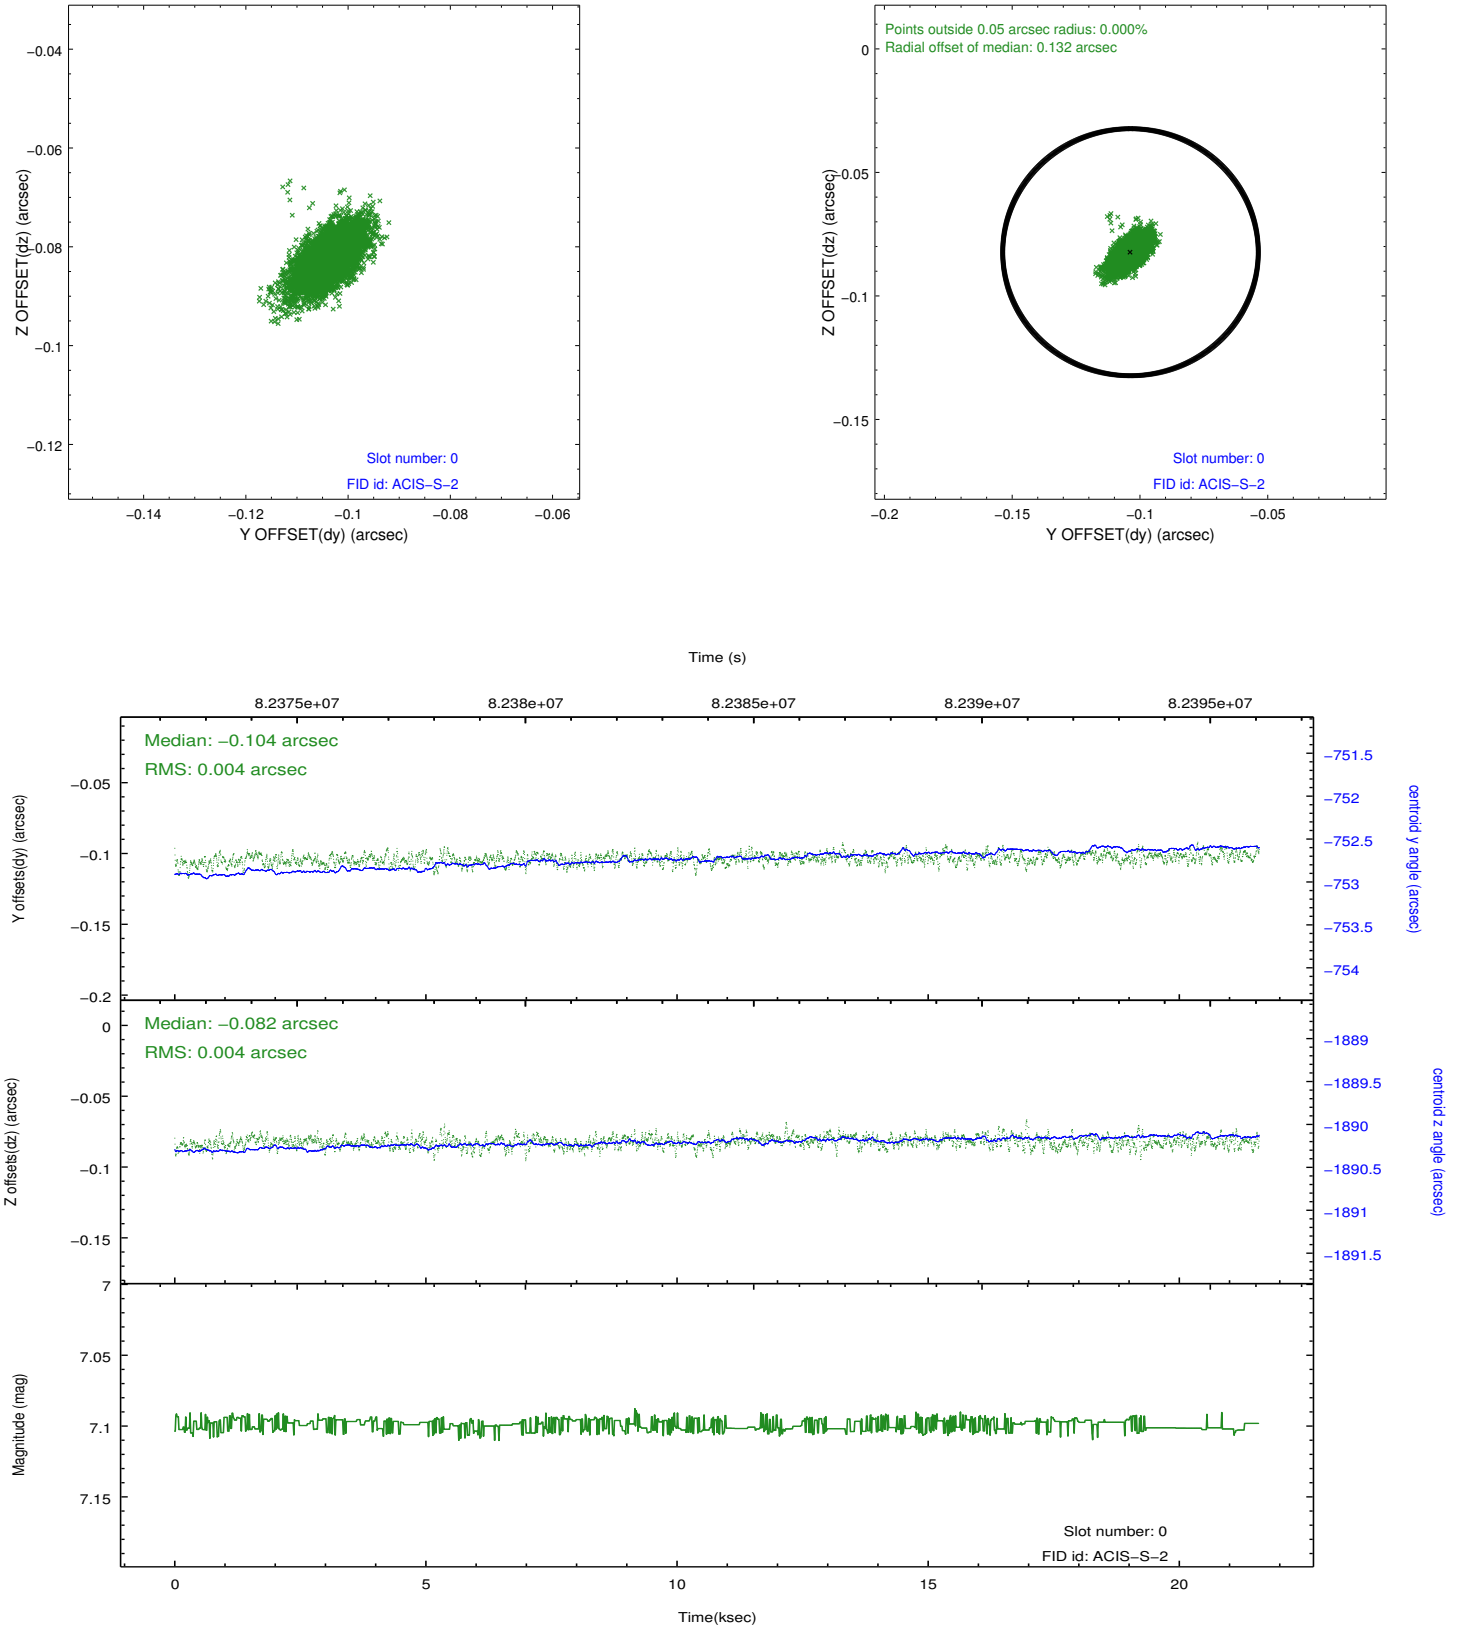 −0.04
−0.06
−0.08
−0.1
−0.12
Z OFFSET(dz) (arcsec)
Slot number: 0
FID id: ACIS−S−2
−0.14 −0.12 −0.1 −0.08 −0.06
Y OFFSET(dy) (arcsec)
Points outside 0.05 arcsec radius: 0.000%
Radial offset of median: 0.132 arcsec
0
−0.05
−0.1
−0.15
Z OFFSET(dz) (arcsec)
Slot number: 0
FID id: ACIS−S−2
−0.2 −0.15 −0.1 −0.05
Y OFFSET(dy) (arcsec)
Time (s)
8.2375e+07 8.238e+07 8.2385e+07 8.239e+07 8.2395e+07
Median: −0.104 arcsec
RMS: 0.004 arcsec
−0.05
−0.1
−0.15
−0.2
Y offsets(dy) (arcsec)
−751.5
−752
−752.5
−753
−753.5
−754
centroid y angle (arcsec)
Median: −0.082 arcsec
RMS: 0.004 arcsec
0
−0.05
−0.1
−0.15
Z offsets(dz) (arcsec)
−1889
−1889.5
−1890
−1890.5
−1891
−1891.5
centroid z angle (arcsec)
7
7.05
7.1
7.15
Magnitude (mag)
Slot number: 0
FID id: ACIS−S−2
0 5 10 15 20
Time(ksec)